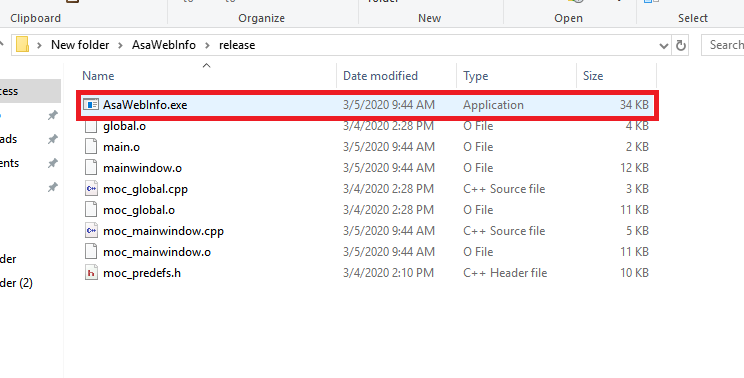 folder
Clipboard Organize New Open Select
New folder AsaWebInfo release Search
Name Date modified Type Size
AsaWebInfo.exe 3/5/2020 9:44 AM Application 34 KB
global.o 3/4/2020 2:28 PM O File 4 KB
main.o 3/5/2020 9:44 AM O File 2 KB
mainwindow.o 3/5/2020 9:44 AM O File 12 KB
moc_global.cpp 3/4/2020 2:28 PM C++ Source file 3 KB
moc_global.o 3/4/2020 2:28 PM O File 11 KB
moc_mainwindow.cpp 3/5/2020 9:44 AM C++ Source file 5 KB
moc_mainwindow.o 3/5/2020 9:44 AM O File 11 KB
moc_predefs.h 3/4/2020 2:10 PM C++ Header file 10 KB
cess
ads
ents
der
der (2)